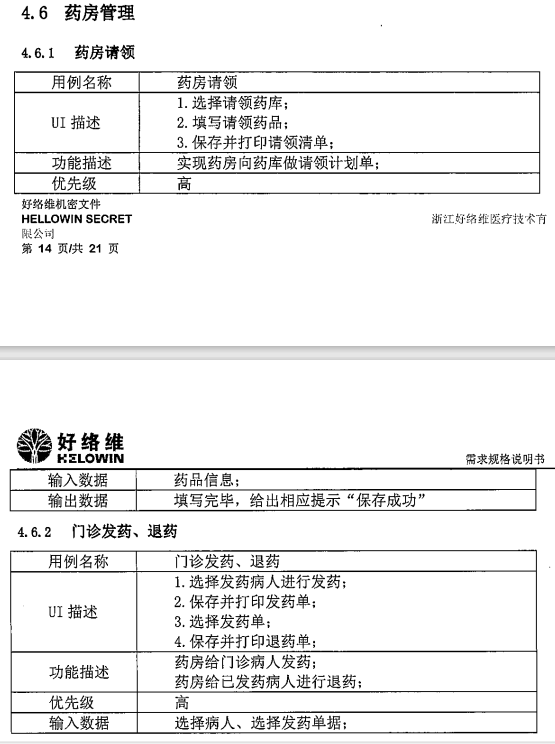 4.6 药房管理
4.6.1 药房请领
用例名称 药房请领
UI 描述 1.选择请领药库；
2.填写请领药品；
3.保存并打印请领清单；
功能描述 实现药房向药库做请领计划单；
优先级 高
好络维机密文件
HELLOWIN SECRET 浙江好络维医疗技术有
限公司
第 14 页/共 21 页
好络维
HELOWIN
需求规格说明书
输入数据 药品信息；
输出数据 填写完毕，给出相应提示“保存成功”
4.6.2 门诊发药、退药
用例名称 门诊发药、退药
UI 描述 1.选择发药病人进行发药；
2.保存并打印发药单；
3.选择发药单；
4.保存并打印退药单；
功能描述 药房给门诊病人发药；
药房给已发药病人进行退药；
优先级 高
输入数据 选择病人、选择发药单据；